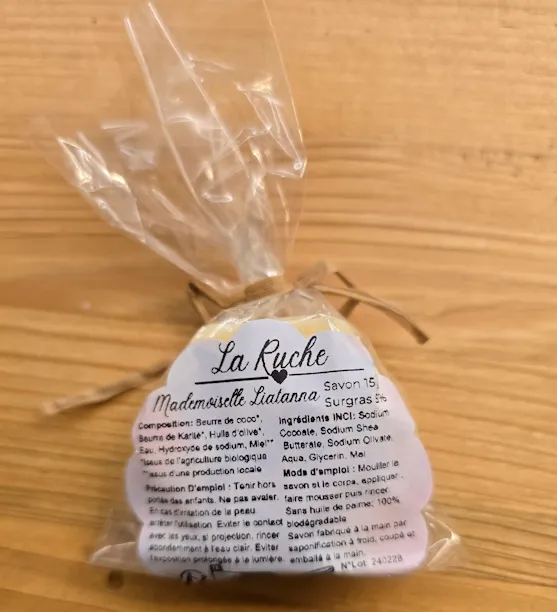 La Ruche
Mademoiselle Liatanna
Savon 15
Surgras 5%
Composition: Beurre de coco*,
Beurre de Karité*, Huile d'olive*,
Eau, Hydroxyde de sodium, Miel**
*Issus de l'agriculture biologique
**Issus d'une production locale
Précaution D'emploi : Tenir hors
portée des enfants. Ne pas avaler.
En cas d'irritation de la peau
arrêter l'utilisation. Eviter le contact
avec les yeux, si projection, rincer
abondamment à l'eau clair. Eviter
l'exposition prolongée à la lumière.
Ingrédients INCI: Sodium
Cocoate, Sodium Shea
Butterate, Sodium Olivate,
Aqua, Glycerin, Mel
Mode d'emploi : Mouiller le
savon et le corps, appliquer,
faire mousser puis rincer.
Sans huile de palme, 100%
biodégradable
Savon fabriqué à la main par
saponification à froid, coupé et
emballé à la main.
N°Lot: 240228